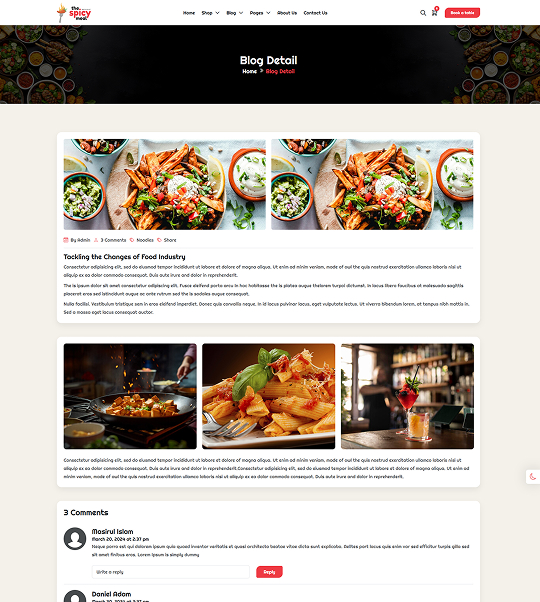 the
spicy
meal
Home Shop Blog Pages About Us Contact Us
Book a table
Blog Detail
Home » Blog Detail
By Admin 3 Comments Noodles Share
Tackling the Changes of Food Industry
Consectetur adipisicing elit, sed do eiusmod tempor incididunt ut labore et dolore of magna aliqua. Ut enim ad minim veniam, made of aul the quis nostrud exercitation ullamco laboris nisi ut
aliquip ex ea dolor commodo consequat. Duis aute irure and dolor in reprehenderit.
The is ipsum dolor sit amet consectetur adipiscing elit. Fusce eleifend porta arcu In hac habitasse the is platea augue thelorem turpoi dictumst. In lacus libero faucibus at malesuada sagittis
placerat eros sed istincidunt augue ac ante rutrum sed the is sodales augue consequat.
Nulla facilisi. Vestibulum tristique sem in eros eleifend imperdiet. Donec quis convallis neque. In id lacus pulvinar lacus, eget vulputate lectus. Ut viverra bibendum lorem, at tempus nibh mattis in.
Sed a massa eget lacus consequat auctor.
Consectetur adipisicing elit, sed do eiusmod tempor incididunt ut labore et dolore of magna aliqua. Ut enim ad minim veniam, made of aul the quis nostrud exercitation ullamco laboris nisi ut
aliquip ex ea dolor commodo consequat. Duis aute irure and dolor in reprehenderit.Consectetur adipisicing elit, sed do eiusmod tempor incididunt ut labore et dolore of magna aliqua. Ut enim ad
minim veniam, made of aul the quis nostrud exercitation ullamco laboris nisi ut aliquip ex ea dolor commodo consequat. Duis aute irure and dolor in reprehenderit.
3 Comments
Masirul Islam
March 20, 2024 at 2:37 pm
Neque porro est qui dolorem ipsum quia quaed inventor veritatis et quasi architecto beatae vitae dicta sunt explicabo. Aelltes port lacus quis enim var sed efficitur turpis gilla sed
sit amet finibus eros. Lorem Ipsum is simply dummy
Write a reply
Reply
Daniel Adam
March 20, 2024 at 2:37 pm